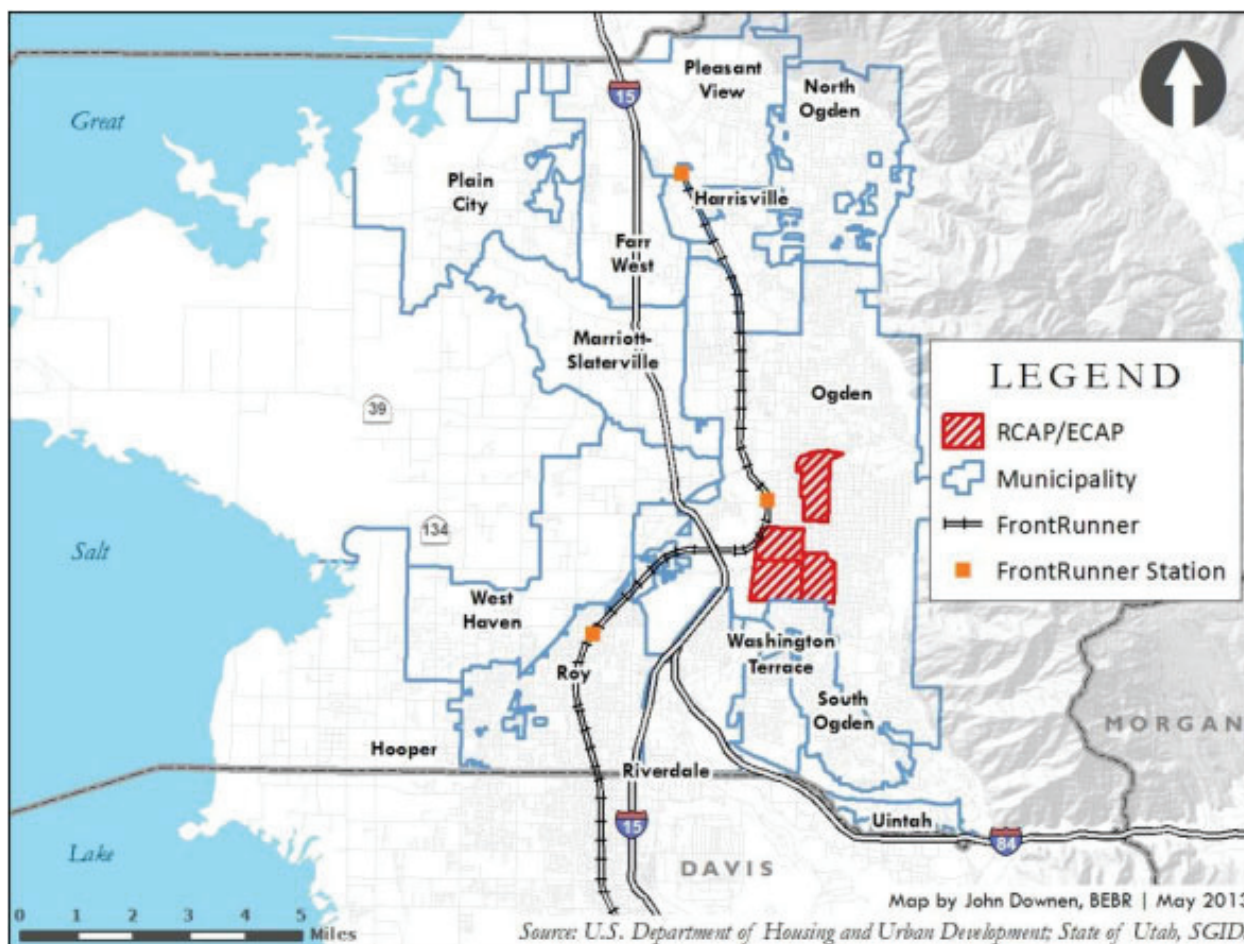 Great
15
Pleasant
View
North
Ogden
Plain
City
Harrisville
Farr
West
Marriott-
Slaterville
Ogden
39
LEGEND
RCAP/ECAP
Municipality
FrontRunner
FrontRunner Station
134
Salt
West
Haven
Washington
Terrace
Roy
South
Ogden
MORGAN
Hooper
Riverdale
15
Uintah
84
Lake
DAVIS
Map by John Downen, BEBR | May 2013
0 1 2 3 4 5
Miles
Source: U.S. Department of Housing and Urban Development; State of Utah, SGID